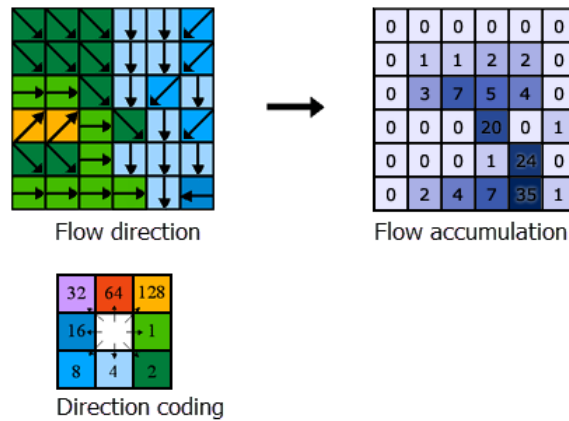 0 0 0 0 0 0
0 1 1 2 2 0
0 3 7 5 4 0
0 0 0 20 0 1
0 0 0 1 24 0
0 2 4 7 35 1
Flow direction Flow accumulation
32 64 128
16 1
8 4 2
Direction coding